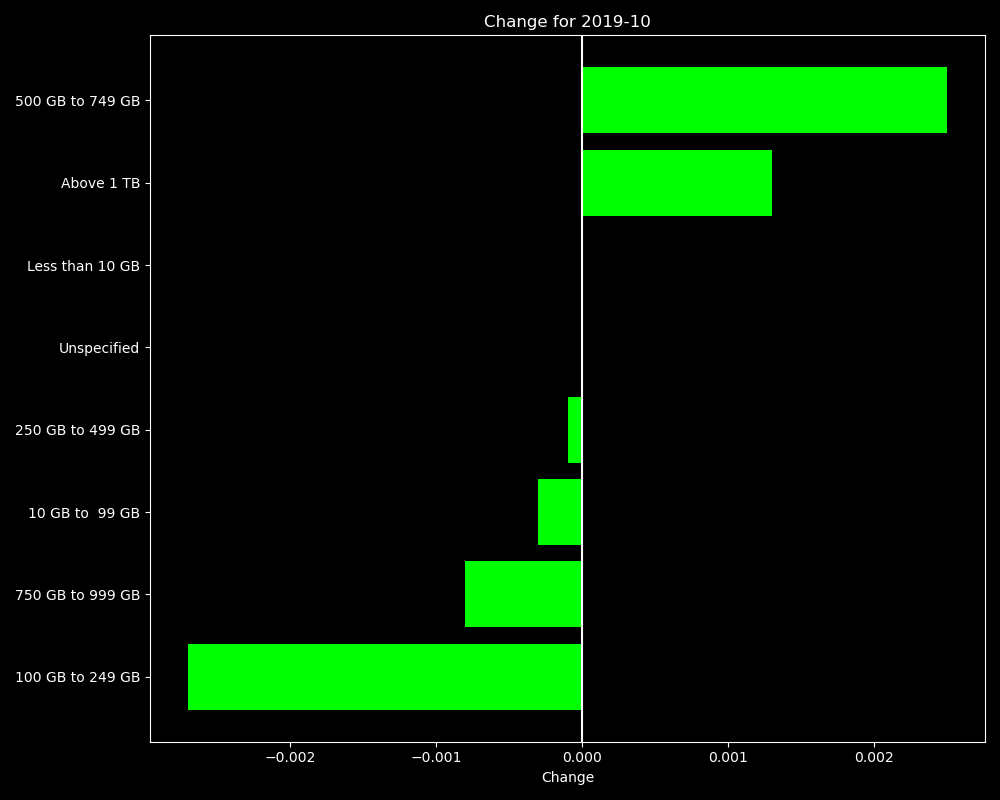 Change for 2019-10
500 GB to 749 GB
Above 1 TB
Less than 10 GB
Unspecified
250 GB to 499 GB
10 GB to  99 GB
750 GB to 999 GB
100 GB to 249 GB
−0.002 −0.001 0.000 0.001 0.002
Change